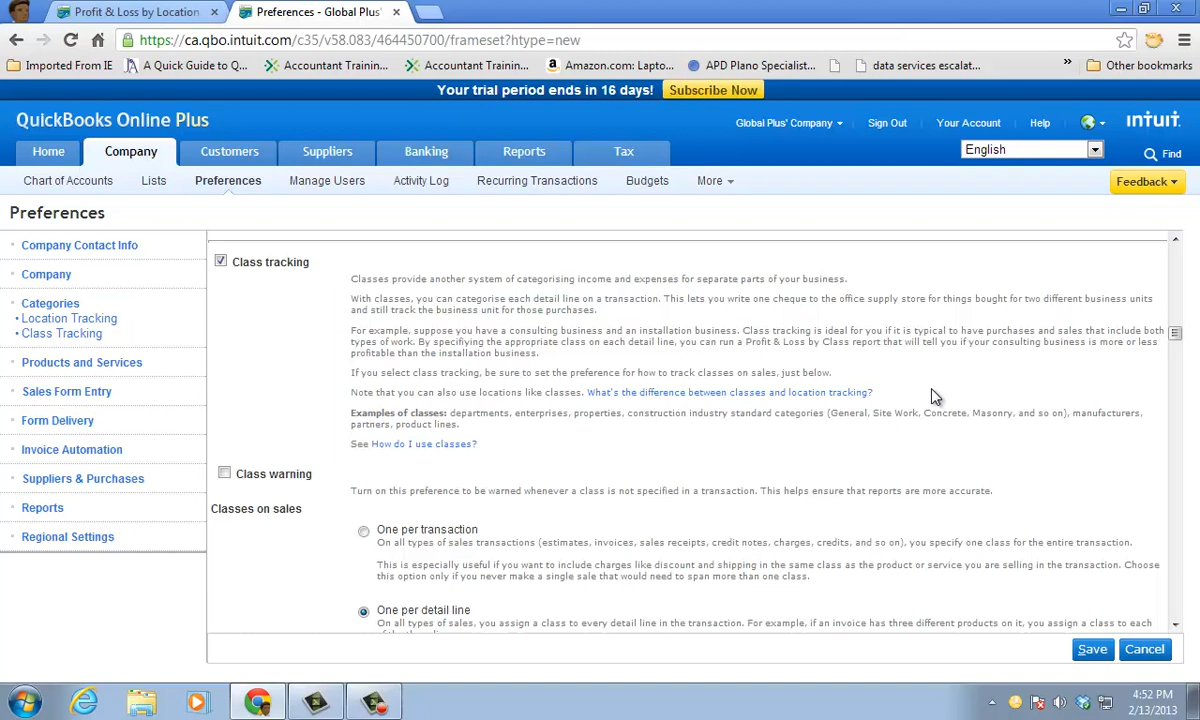 Profit & Loss by Location
Preferences - Global Plus'
https://ca.qbo.intuit.com/c35/v58.083/464450700/frameset?htype=new
Imported From IE
A Quick Guide to Q...
Accountant Trainin...
Accountant Trainin...
Amazon.com: Lapto...
APD Plano Specialist...
data services escalat...
»
Other bookmarks
Your trial period ends in 16 days!
Subscribe Now
QuickBooks Online Plus
Global Plus' Company
Sign Out
Your Account
Help
intuit.
Home
Company
Customers
Suppliers
Banking
Reports
Tax
English
Find
Chart of Accounts
Lists
Preferences
Manage Users
Activity Log
Recurring Transactions
Budgets
More
Feedback
Preferences
Company Contact Info
Company
Categories
Location Tracking
Class Tracking
Products and Services
Sales Form Entry
Form Delivery
Invoice Automation
Suppliers & Purchases
Reports
Regional Settings
Class tracking
Classes provide another system of categorising income and expenses for separate parts of your business.
With classes, you can categorise each detail line on a transaction. This lets you write one cheque to the office supply store for things bought for two different business units
and still track the business unit for those purchases.
For example, suppose you have a consulting business and an installation business. Class tracking is ideal for you if it is typical to have purchases and sales that include both
types of work. By specifiying the appropriate class on each detail line, you can run a Profit & Loss by Class report that will tell you if your consulting business is more or less
profitable than the installation business.
If you select class tracking, be sure to set the preference for how to track classes on sales, just below.
Note that you can also use locations like classes. What's the difference between classes and location tracking?
Examples of classes: departments, enterprises, properties, construction industry standard categories (General, Site Work, Concrete, Masonry, and so on), manufacturers,
partners, product lines.
See How do I use classes?
Class warning
Turn on this preference to be warned whenever a class is not specified in a transaction. This helps ensure that reports are more accurate.
Classes on sales
One per transaction
On all types of sales transactions (estimates, invoices, sales receipts, credit notes, charges, credits, and so on), you specify one class for the entire transaction.
This is especially useful if you want to include charges like discount and shipping in the same class as the product or service you are selling in the transaction. Choose
this option only if you never make a single sale that would need to span more than one class.
One per detail line
On all types of sales, you assign a class to every detail line in the transaction. For example, if an invoice has three different products on it, you assign a class to each
Save
Cancel
4:52 PM
2/13/2013